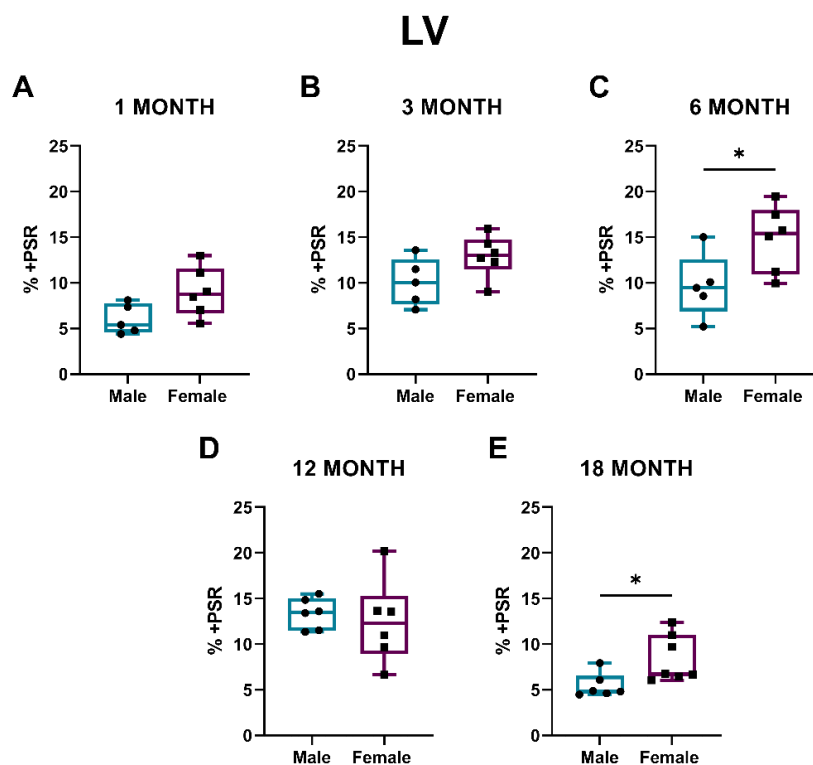 LV
A
1 MONTH
25
20
15
10
5
0
% +PSR
Male Female
B
3 MONTH
25
20
15
10
5
0
% +PSR
Male Female
C
6 MONTH
25
20
15
10
5
0
% +PSR
*
Male Female
D
12 MONTH
25
20
15
10
5
0
% +PSR
Male Female
E
18 MONTH
25
20
15
10
5
0
% +PSR
*
Male Female